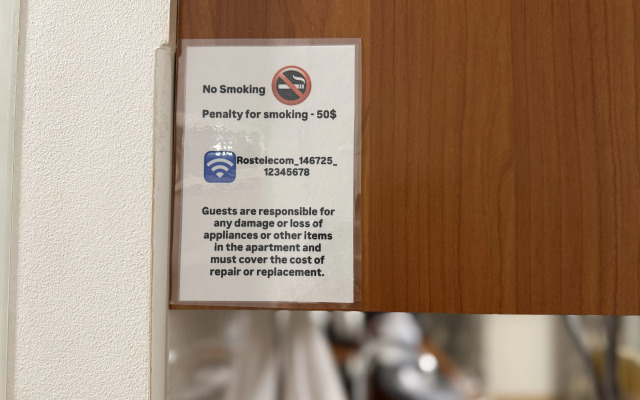 No Smoking
Penalty for smoking - 50$
Rostelecom_146725_
12345678
Guests are responsible for
any damage or loss of
appliances or other items
in the apartment and
must cover the cost of
repair or replacement.